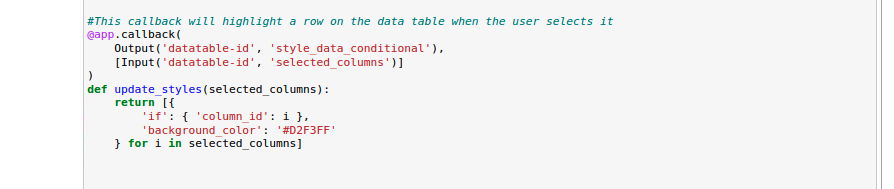 #This callback will highlight a row on the data table when the user selects it
@app.callback(
    Output('datatable-id', 'style_data_conditional'),
    [Input('datatable-id', 'selected_columns')]
)
def update_styles(selected_columns):
    return [{
        'if': { 'column_id': i },
        'background_color': '#D2F3FF'
    } for i in selected_columns]